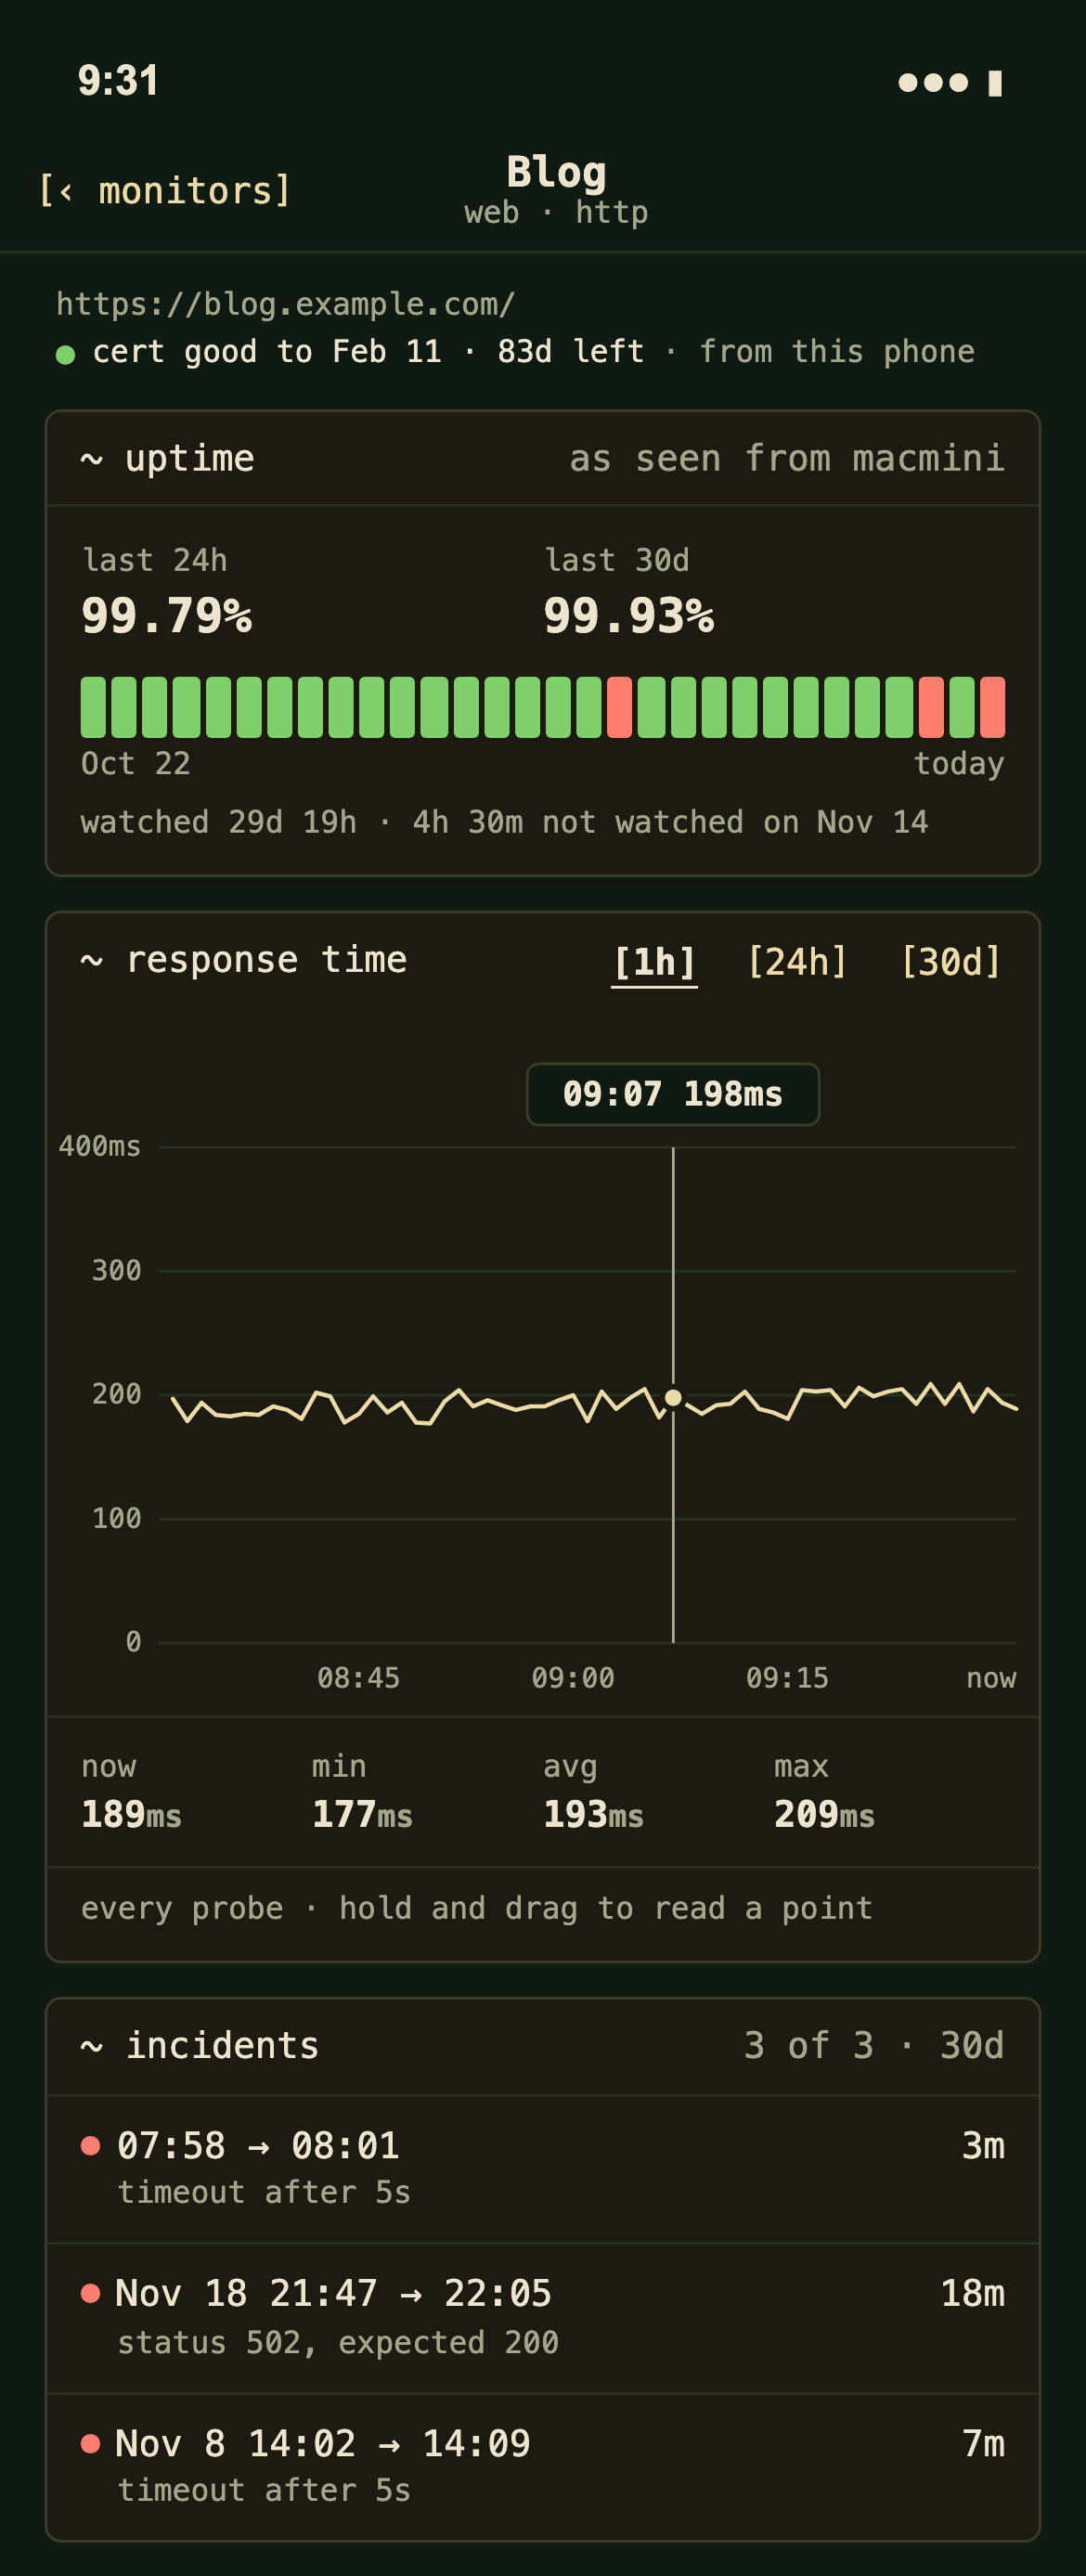 9:31
[‹ monitors]
Blog
web · http
https://blog.example.com/
cert good to Feb 11 · 83d left · from this phone
~ uptime as seen from macmini
last 24h last 30d
99.79% 99.93%
Oct 22 today
watched 29d 19h · 4h 30m not watched on Nov 14
~ response time [1h] [24h] [30d]
09:07 198ms
400ms
300
200
100
0
08:45 09:00 09:15 now
now min avg max
189ms 177ms 193ms 209ms
every probe · hold and drag to read a point
~ incidents 3 of 3 · 30d
07:58 → 08:01 3m
timeout after 5s
Nov 18 21:47 → 22:05 18m
status 502, expected 200
Nov 8 14:02 → 14:09 7m
timeout after 5s